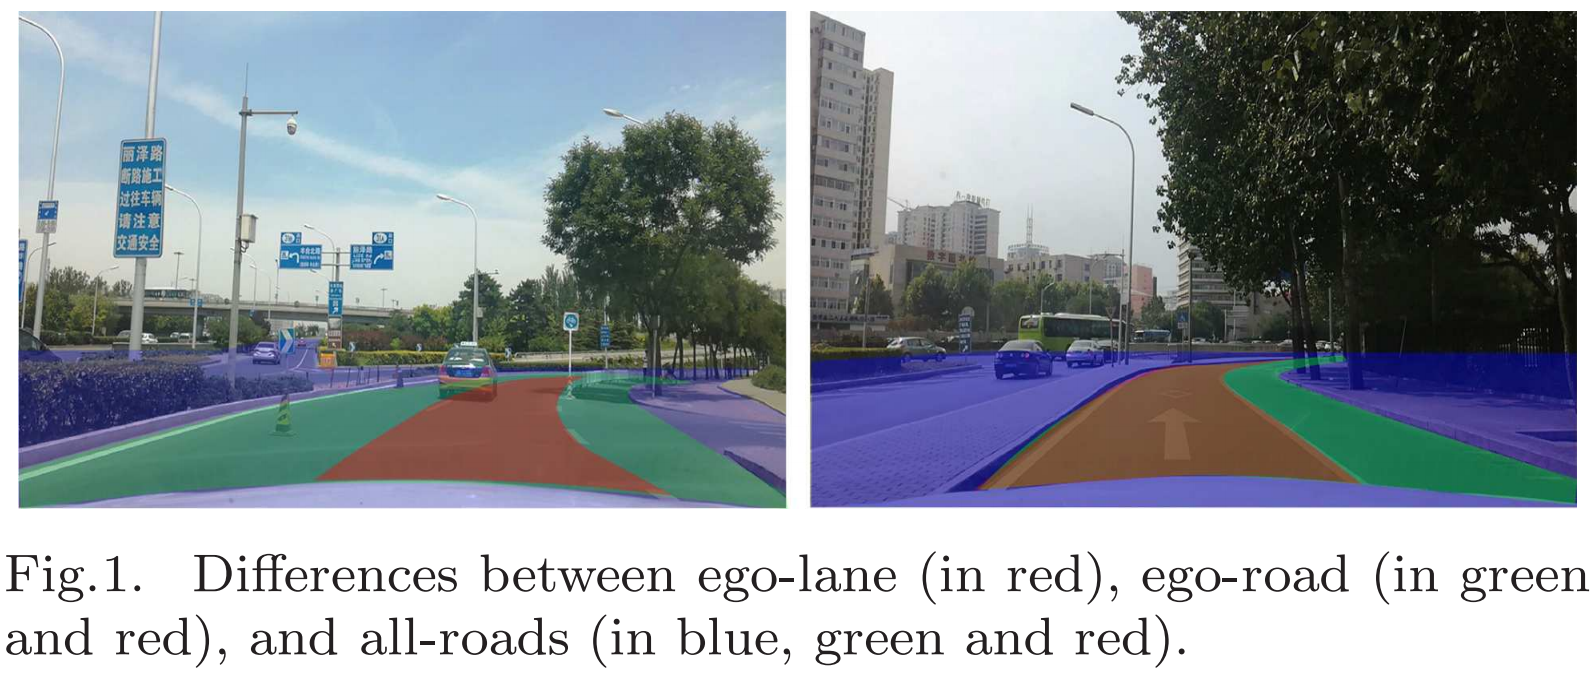 丽泽路
断路施工
过往车辆
请注意
交通安全
Fig.1. Differences between ego-lane (in red), ego-road (in green
and red), and all-roads (in blue, green and red).